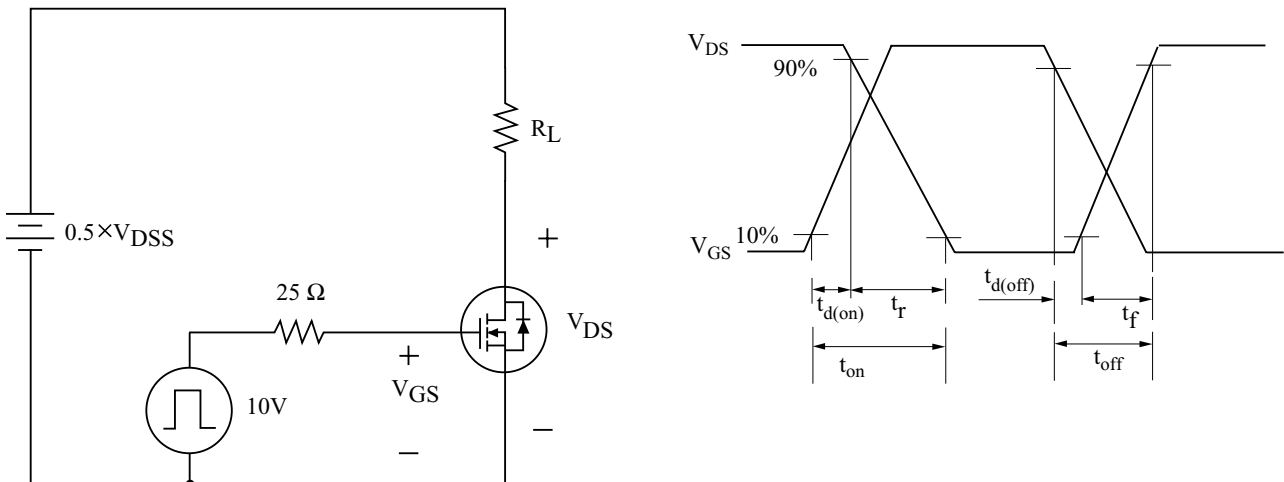 R_L
0.5×V_DSS
+
25 Ω
V_DS
+
V_GS
10V
−
−
V_DS
90%
V_GS
10%
t_d(on)
t_r
t_d(off)
t_f
t_on
t_off